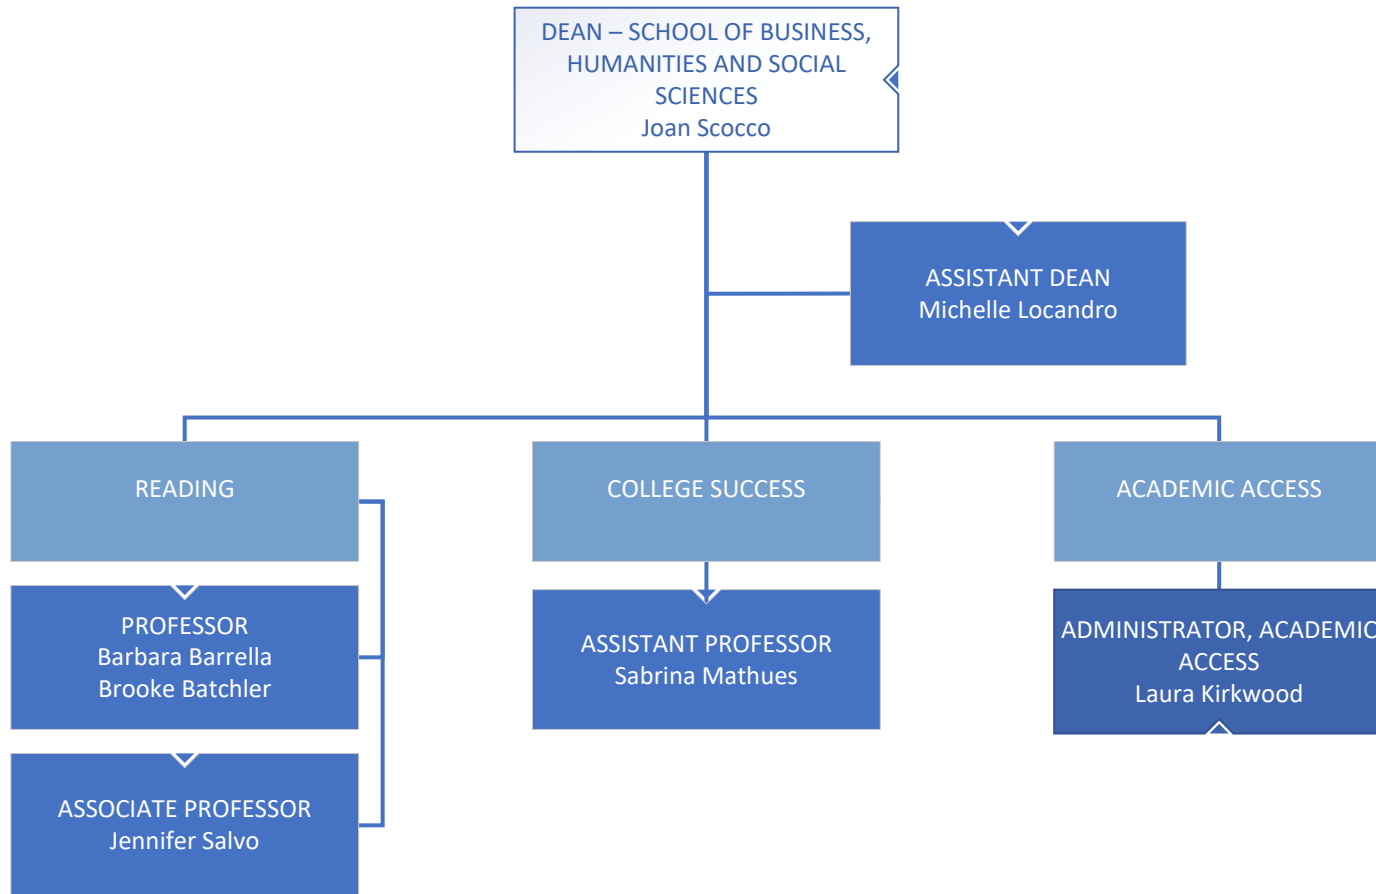 DEAN – SCHOOL OF BUSINESS,
HUMANITIES AND SOCIAL
SCIENCES
Joan Scocco
ASSISTANT DEAN
Michelle Locandro
READING
COLLEGE SUCCESS
ACADEMIC ACCESS
PROFESSOR
Barbara Barrella
Brooke Batchler
ASSISTANT PROFESSOR
Sabrina Mathues
ADMINISTRATOR, ACADEMIC
ACCESS
Laura Kirkwood
ASSOCIATE PROFESSOR
Jennifer Salvo